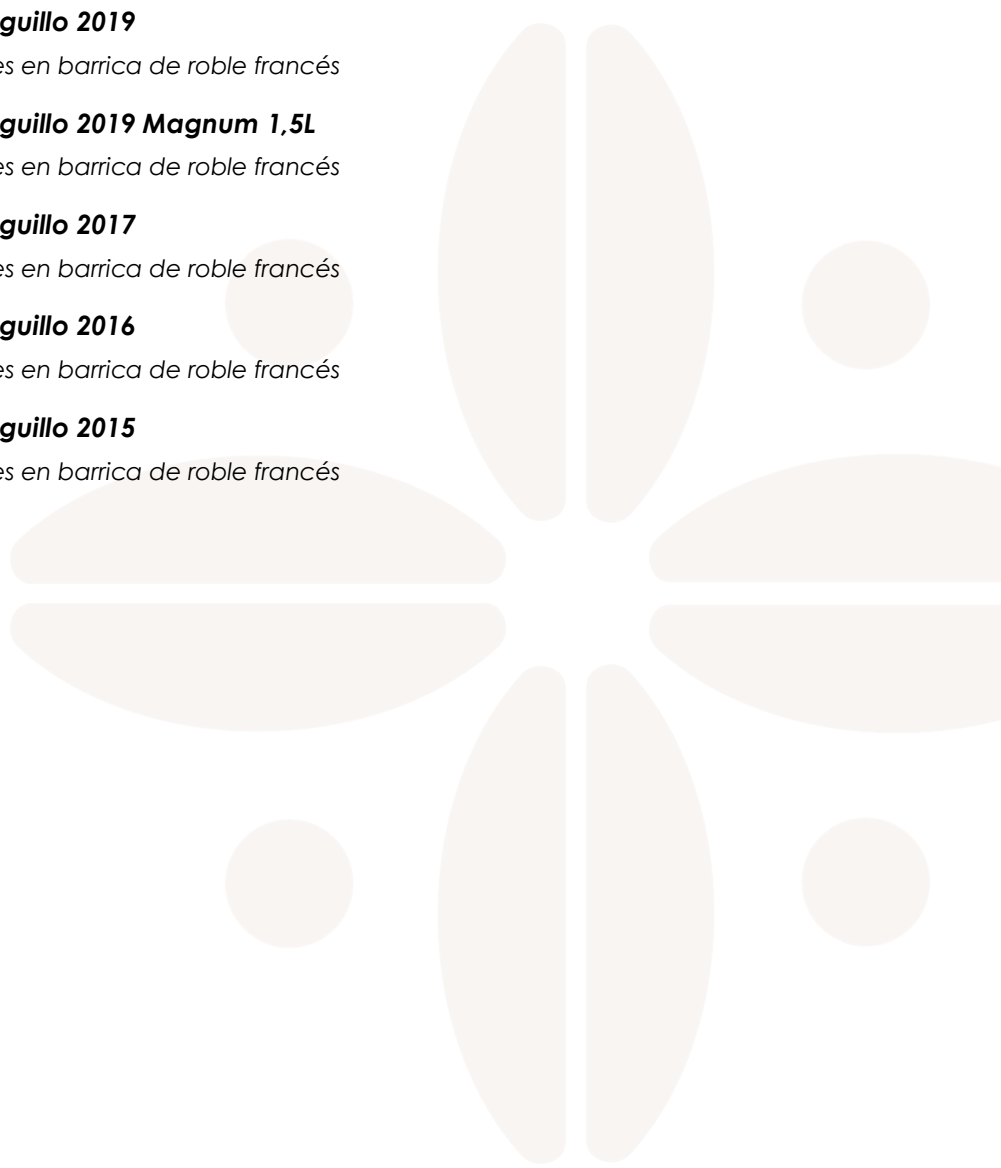 guillo 2019
es en barrica de roble francés
guillo 2019 Magnum 1,5L
es en barrica de roble francés
guillo 2017
es en barrica de roble francés
guillo 2016
es en barrica de roble francés
guillo 2015
es en barrica de roble francés